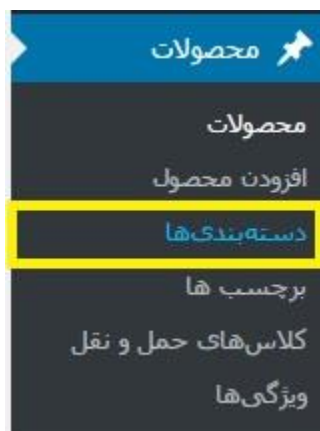 محصولات
محصولات
افزودن محصول
دسته‌بندی‌ها
برچسب ها
کلاس‌های حمل و نقل
ویژگی‌ها